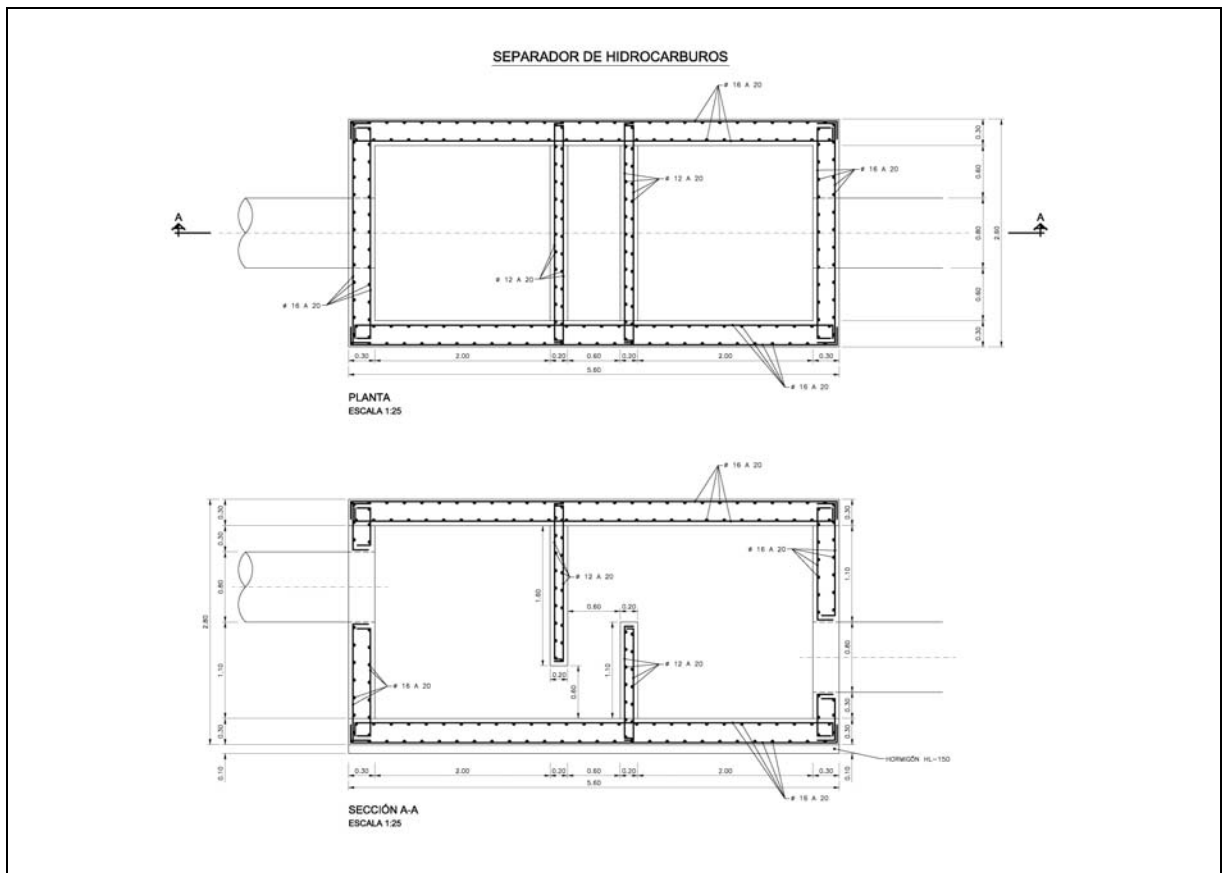 SEPARADOR DE HIDROCARBUROS
# 16 A 20
A
# 12 A 20
# 16 A 20
A
# 12 A 20
# 16 A 20
0.30
0.60
0.80
0.60
0.30
2.60
0.30
2.00
0.20
0.60
0.20
2.00
0.30
5.60
# 16 A 20
PLANTA
ESCALA 1:25
# 16 A 20
0.30
0.30
0.80
1.10
0.30
0.10
2.80
# 16 A 20
# 12 A 20
1.60
0.60
0.20
0.20
0.60
1.10
# 12 A 20
# 16 A 20
0.30
1.10
0.80
0.30
0.30
0.10
HORMIGÓN HL-150
0.30
2.00
0.20
0.60
0.20
2.00
0.30
5.60
# 16 A 20
SECCIÓN A-A
ESCALA 1:25